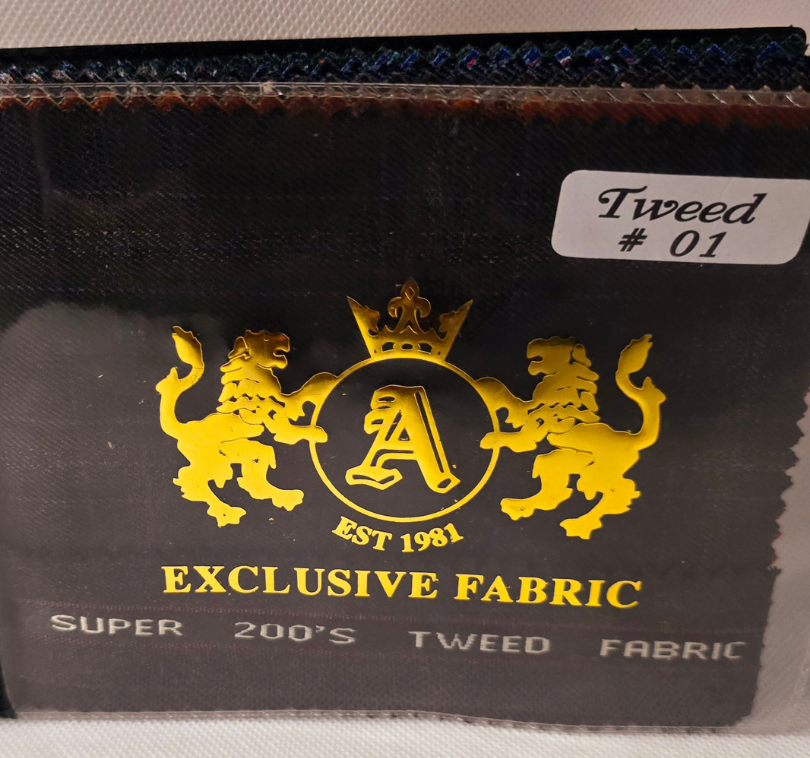 Tweed
# 01
A
EST 1981
EXCLUSIVE FABRIC
SUPER 200'S TWEED FABRIC